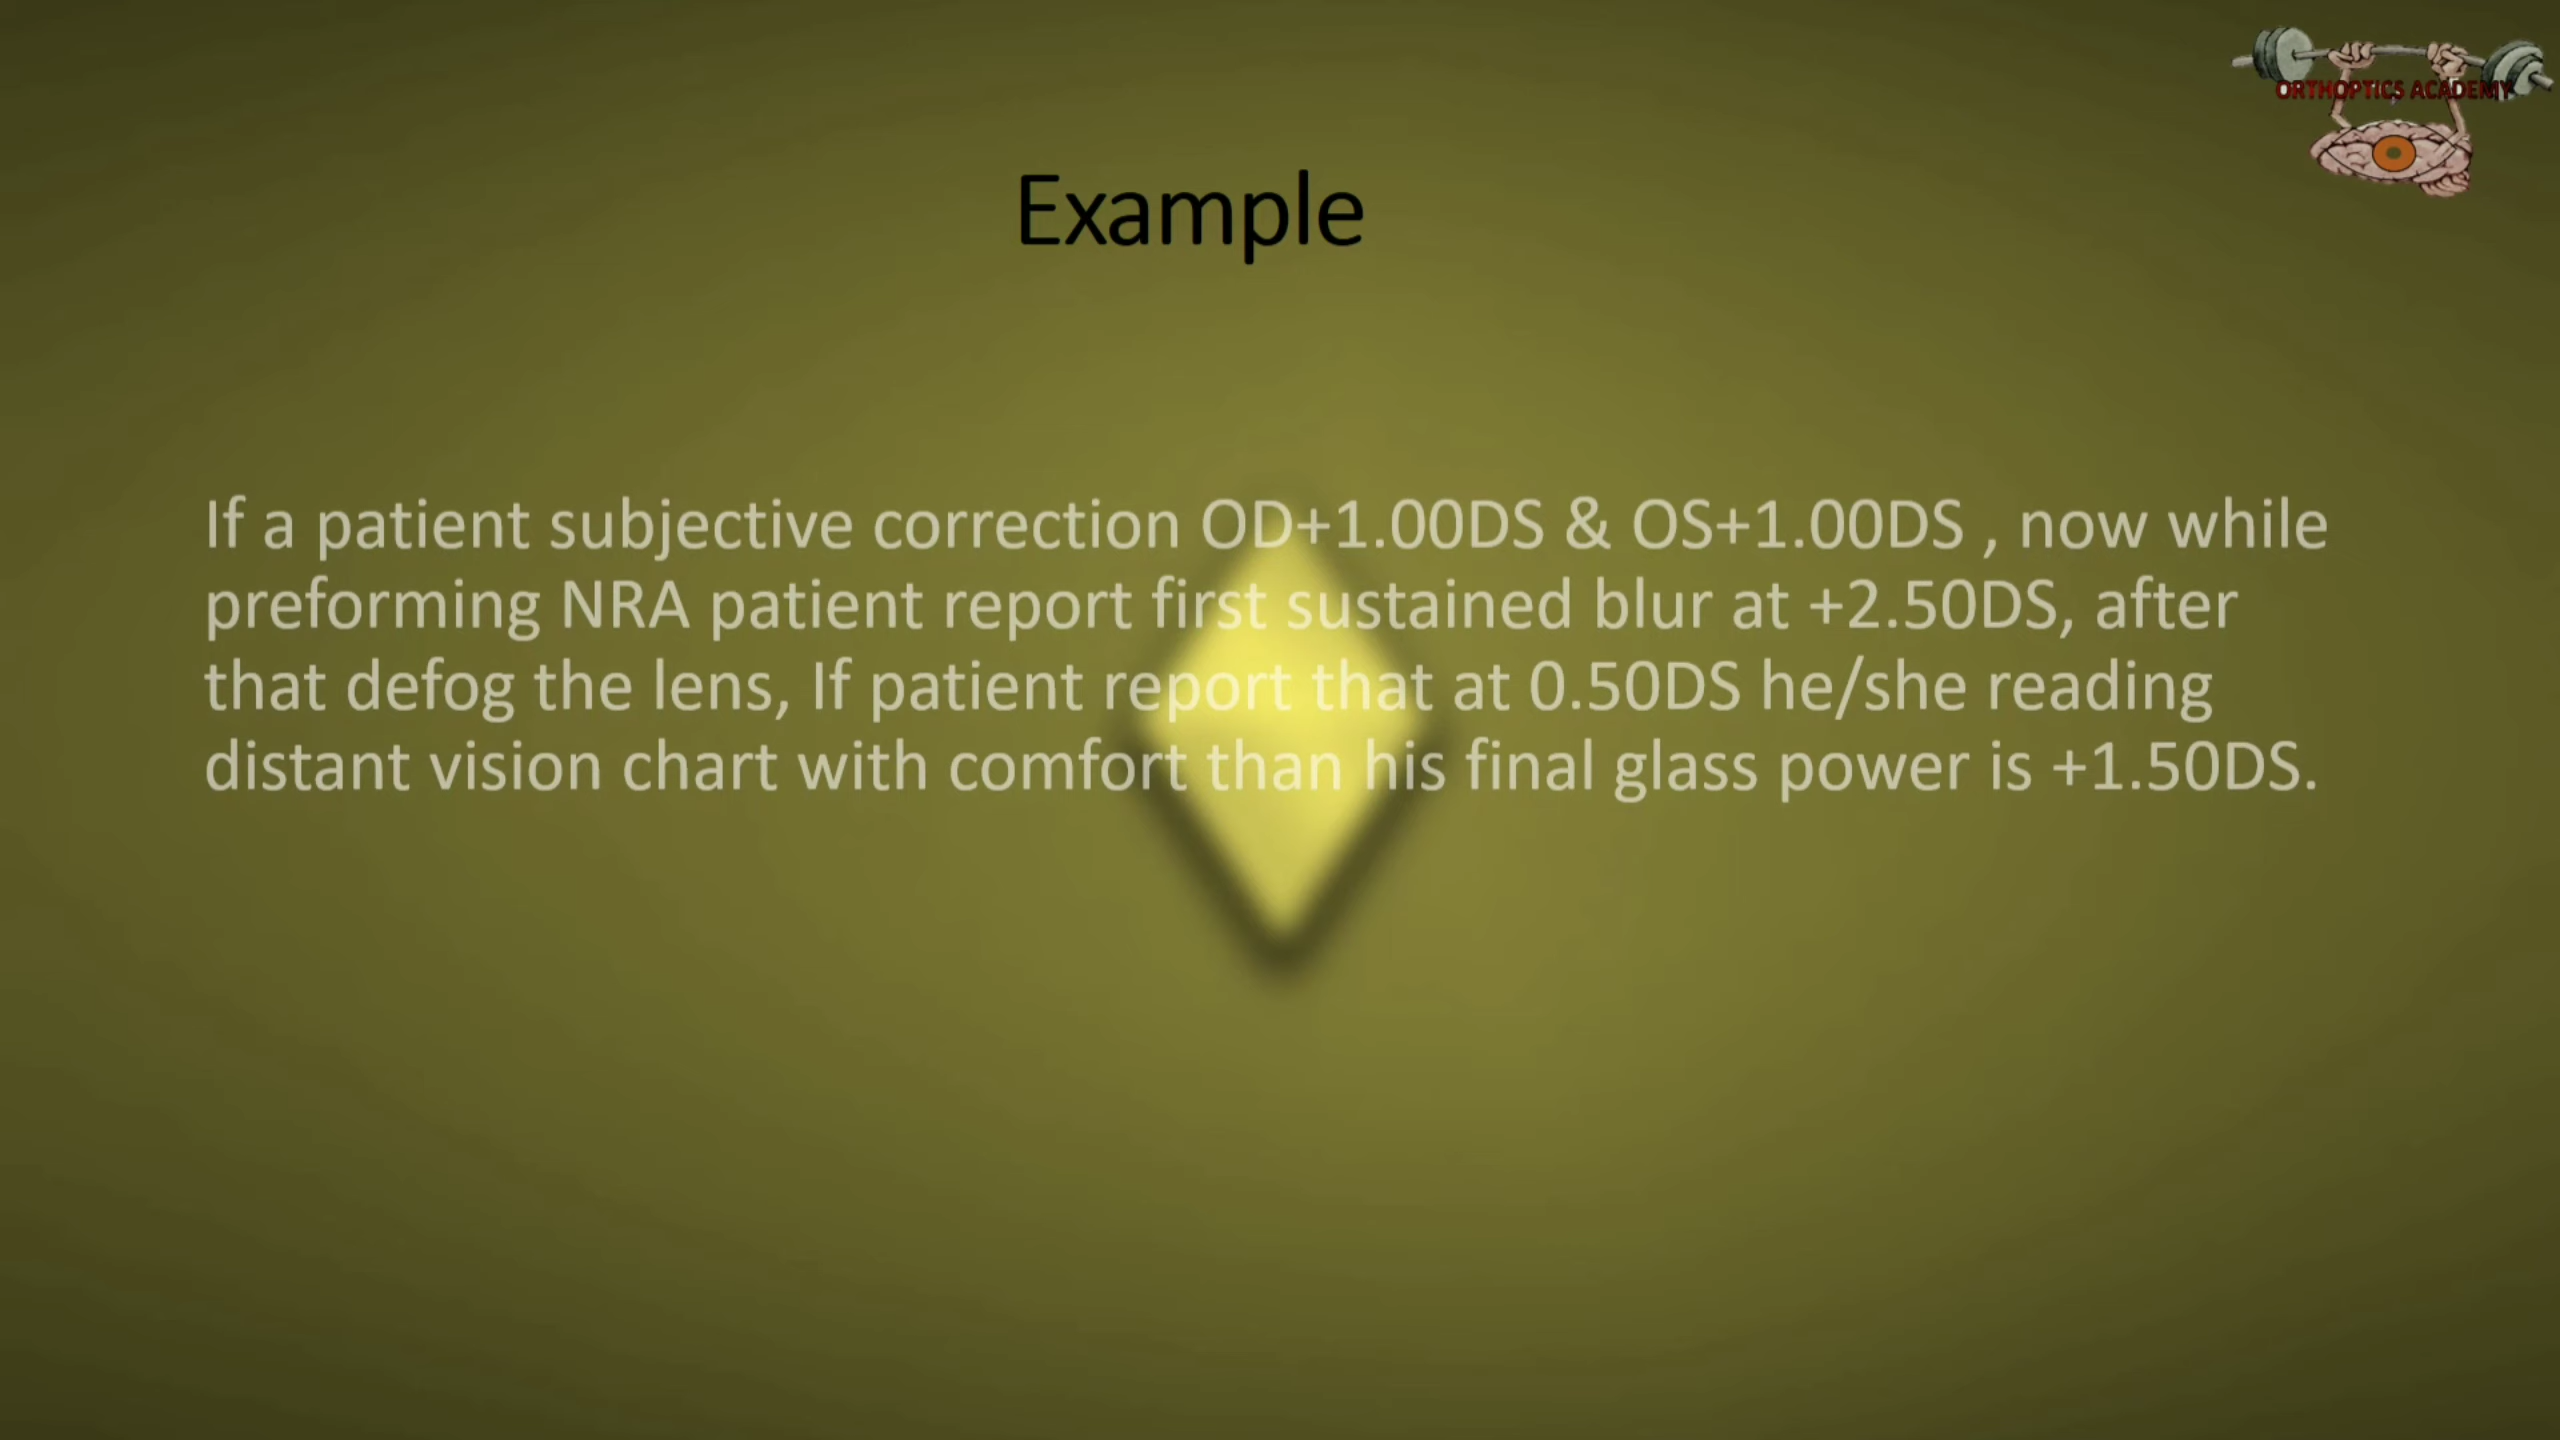 ORTHOPTICS ACADEMY
Example
If a patient subjective correction OD+1.00DS & OS+1.00DS , now while
preforming NRA patient report first sustained blur at +2.50DS, after
that defog the lens, If patient report that at 0.50DS he/she reading
distant vision chart with comfort than his final glass power is +1.50DS.